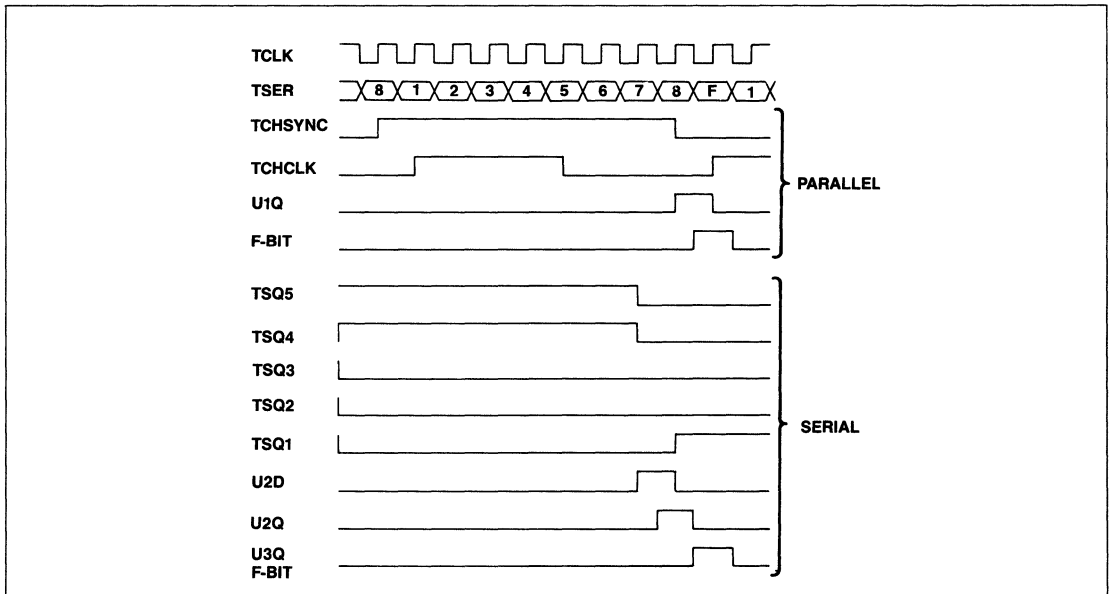 TCLK
TSER 8 1 2 3 4 5 6 7 8 F 1
TCHSYNC
TCHCLK
PARALLEL
U1Q
F-BIT
TSQ5
TSQ4
TSQ3
TSQ2
SERIAL
TSQ1
U2D
U2Q
U3Q
F-BIT